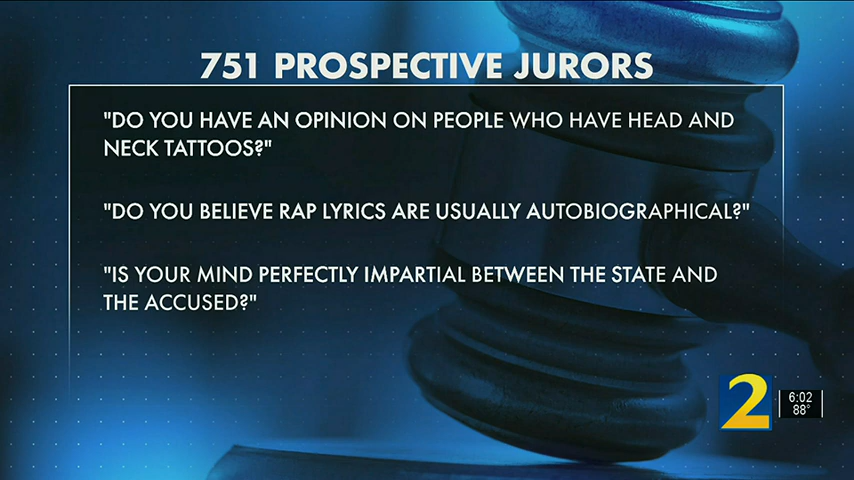 751 PROSPECTIVE JURORS
"DO YOU HAVE AN OPINION ON PEOPLE WHO HAVE HEAD AND
NECK TATTOOS?"
"DO YOU BELIEVE RAP LYRICS ARE USUALLY AUTOBIOGRAPHICAL?"
"IS YOUR MIND PERFECTLY IMPARTIAL BETWEEN THE STATE AND
THE ACCUSED?"
2
6:02
88°